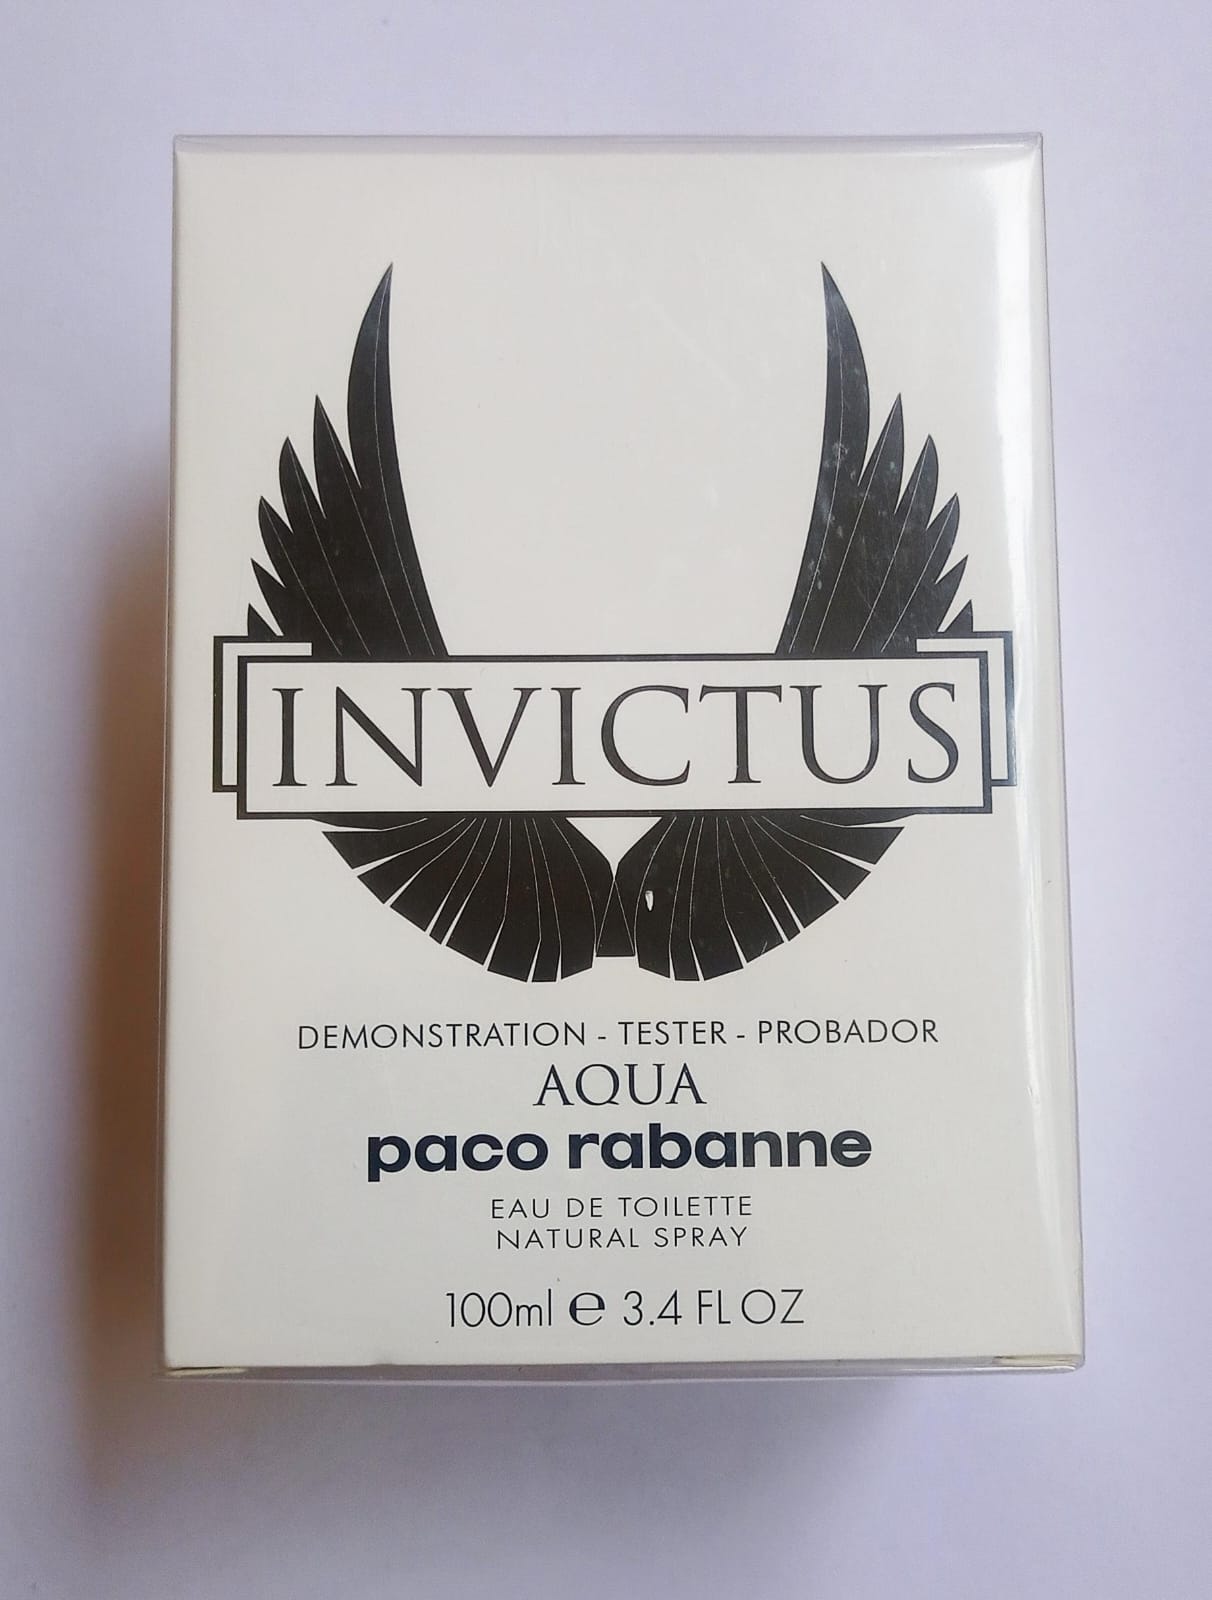 INVICTUS
DEMONSTRATION - TESTER - PROBADOR
AQUA
paco rabanne
EAU DE TOILETTE
NATURAL SPRAY
100ml ℮ 3.4 FL OZ